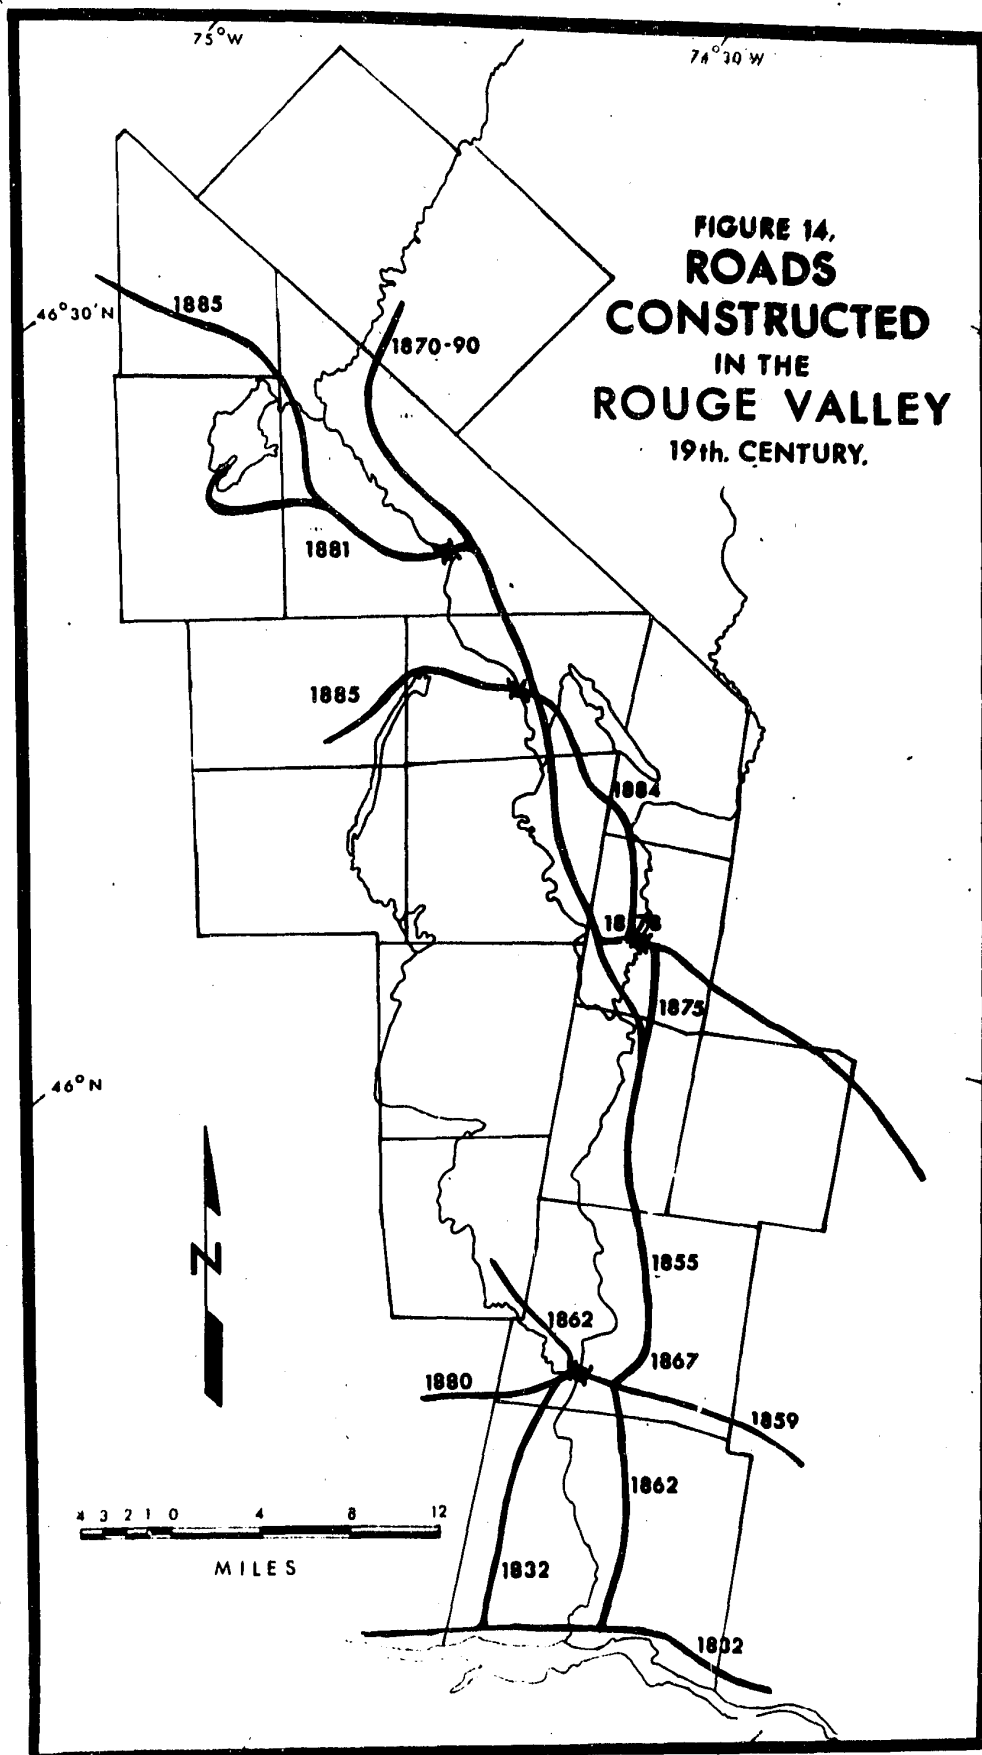 75°W
74°30'W
FIGURE 14.
ROADS
CONSTRUCTED
IN THE
ROUGE VALLEY
19th. CENTURY.
46°30'N
1885
1870-90
1881
1885
1884
1878
1875
46°N
N
1855
1862
1867
1880
1859
1862
4 3 2 1 0 4 8 12
MILES
1832
1832